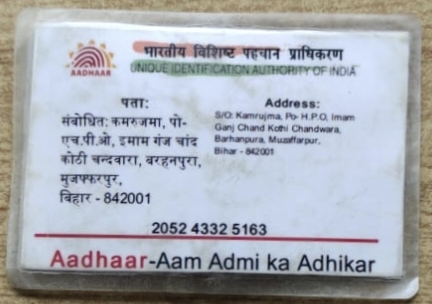 AADHAAR
भारतीय विशिष्ट पहचान प्राधिकरण
UNIQUE IDENTIFICATION AUTHORITY OF INDIA
पता:
संबोधित: कमरुजमा, पो-
एच.पी.ओ, इमाम गंज चांद
कोठी चन्दवारा, बरहनपुरा,
मुजफ्फरपुर,
बिहार - 842001
Address:
S/O: Kamrujma, Po- H.P.O, Imam
Ganj Chand Kothi Chandwara,
Barhanpura, Muzaffarpur,
Bihar - 842001
2052 4332 5163
Aadhaar-Aam Admi ka Adhikar